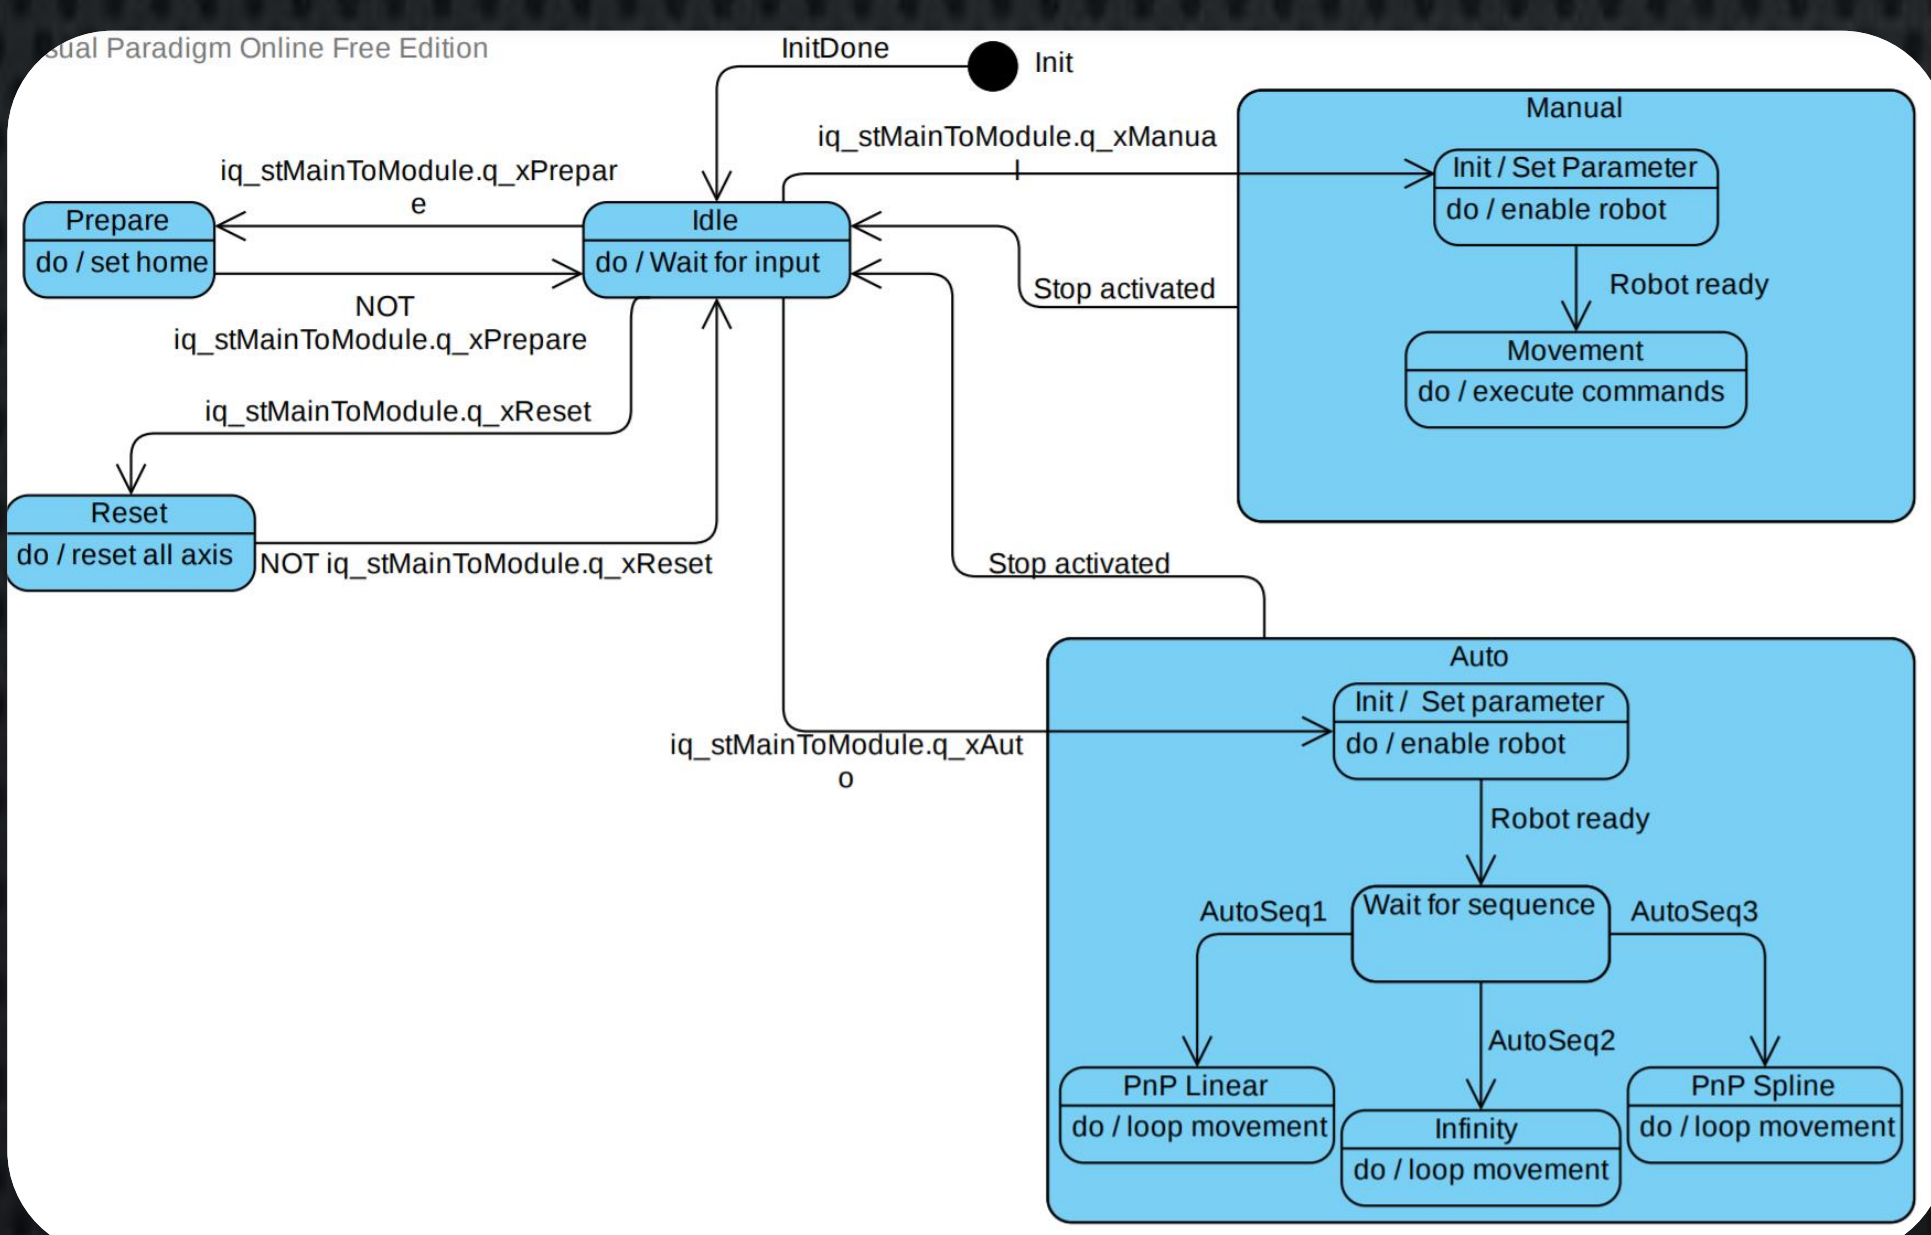 sual Paradigm Online Free Edition
InitDone
Init
Manual
iq_stMainToModule.q_xManua
l
Init / Set Parameter
do / enable robot
iq_stMainToModule.q_xPrepar
e
Prepare
do / set home
Idle
do / Wait for input
Stop activated
Robot ready
NOT
iq_stMainToModule.q_xPrepare
Movement
do / execute commands
iq_stMainToModule.q_xReset
Reset
do / reset all axis
NOT iq_stMainToModule.q_xReset
Stop activated
Auto
Init /  Set parameter
do / enable robot
iq_stMainToModule.q_xAut
o
Robot ready
AutoSeq1
Wait for sequence
AutoSeq3
AutoSeq2
PnP Linear
do / loop movement
Infinity
do / loop movement
PnP Spline
do / loop movement